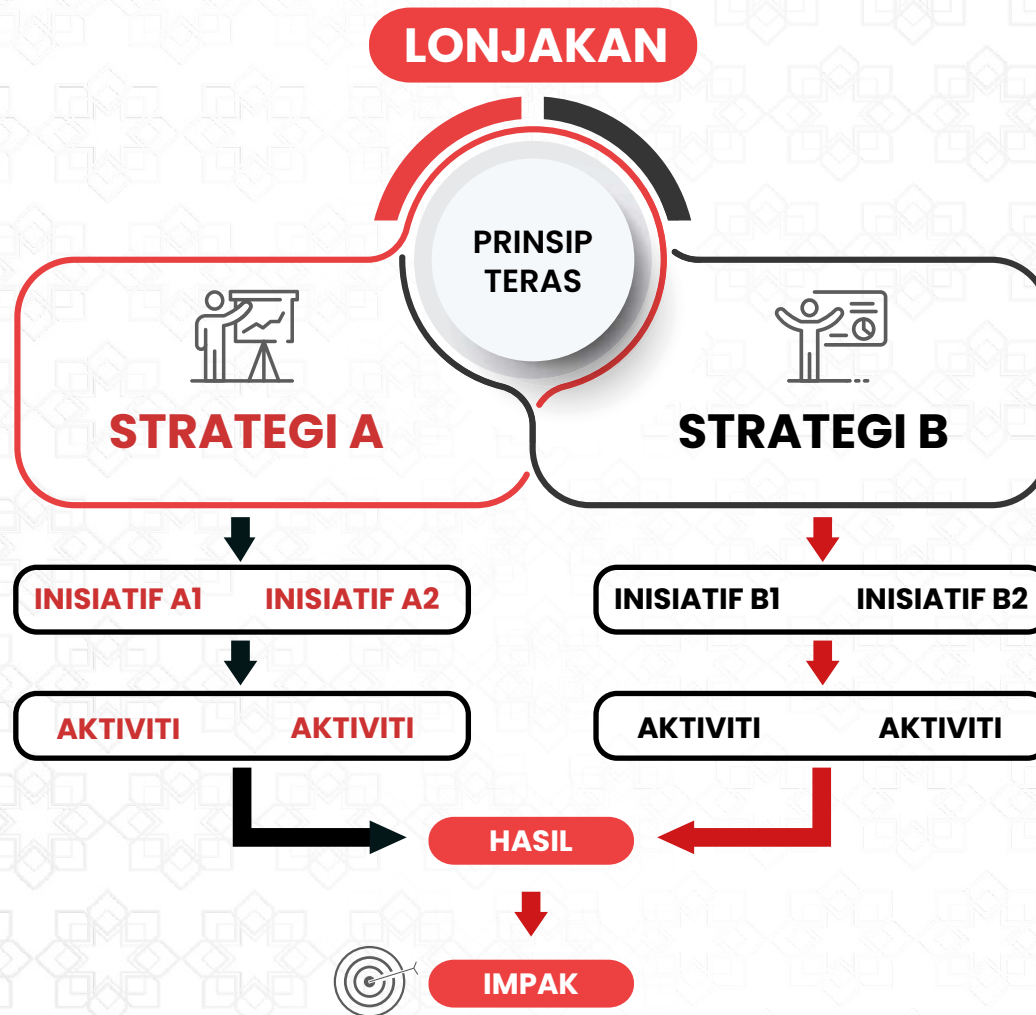 LONJAKAN
PRINSIP
TERAS
STRATEGI A
STRATEGI B
INISIATIF A1 INISIATIF A2
INISIATIF B1 INISIATIF B2
AKTIVITI AKTIVITI
AKTIVITI AKTIVITI
HASIL
IMPAK